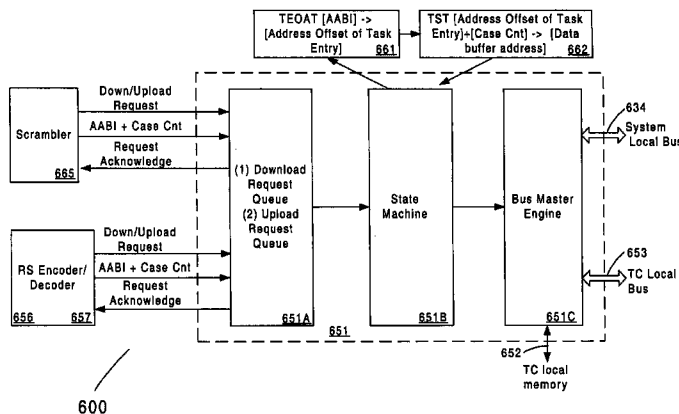 TEOAT [AABI] ->
[Address Offset of Task
Entry]
661
TST [Address Offset of Task
Entry]+[Case Cnt] -> [Data
buffer address]
662
Scrambler
665
Down/Upload
Request
AABI + Case Cnt
Request
Acknowledge
RS Encoder/
Decoder
656
657
Down/Upload
Request
AABI + Case Cnt
Request
Acknowledge
(1) Download
Request
Queue
(2) Upload
Request
Queue
651A
State
Machine
651B
Bus Master
Engine
651C
651
634
System
Local Bus
653
TC Local
Bus
652
TC local
memory
600